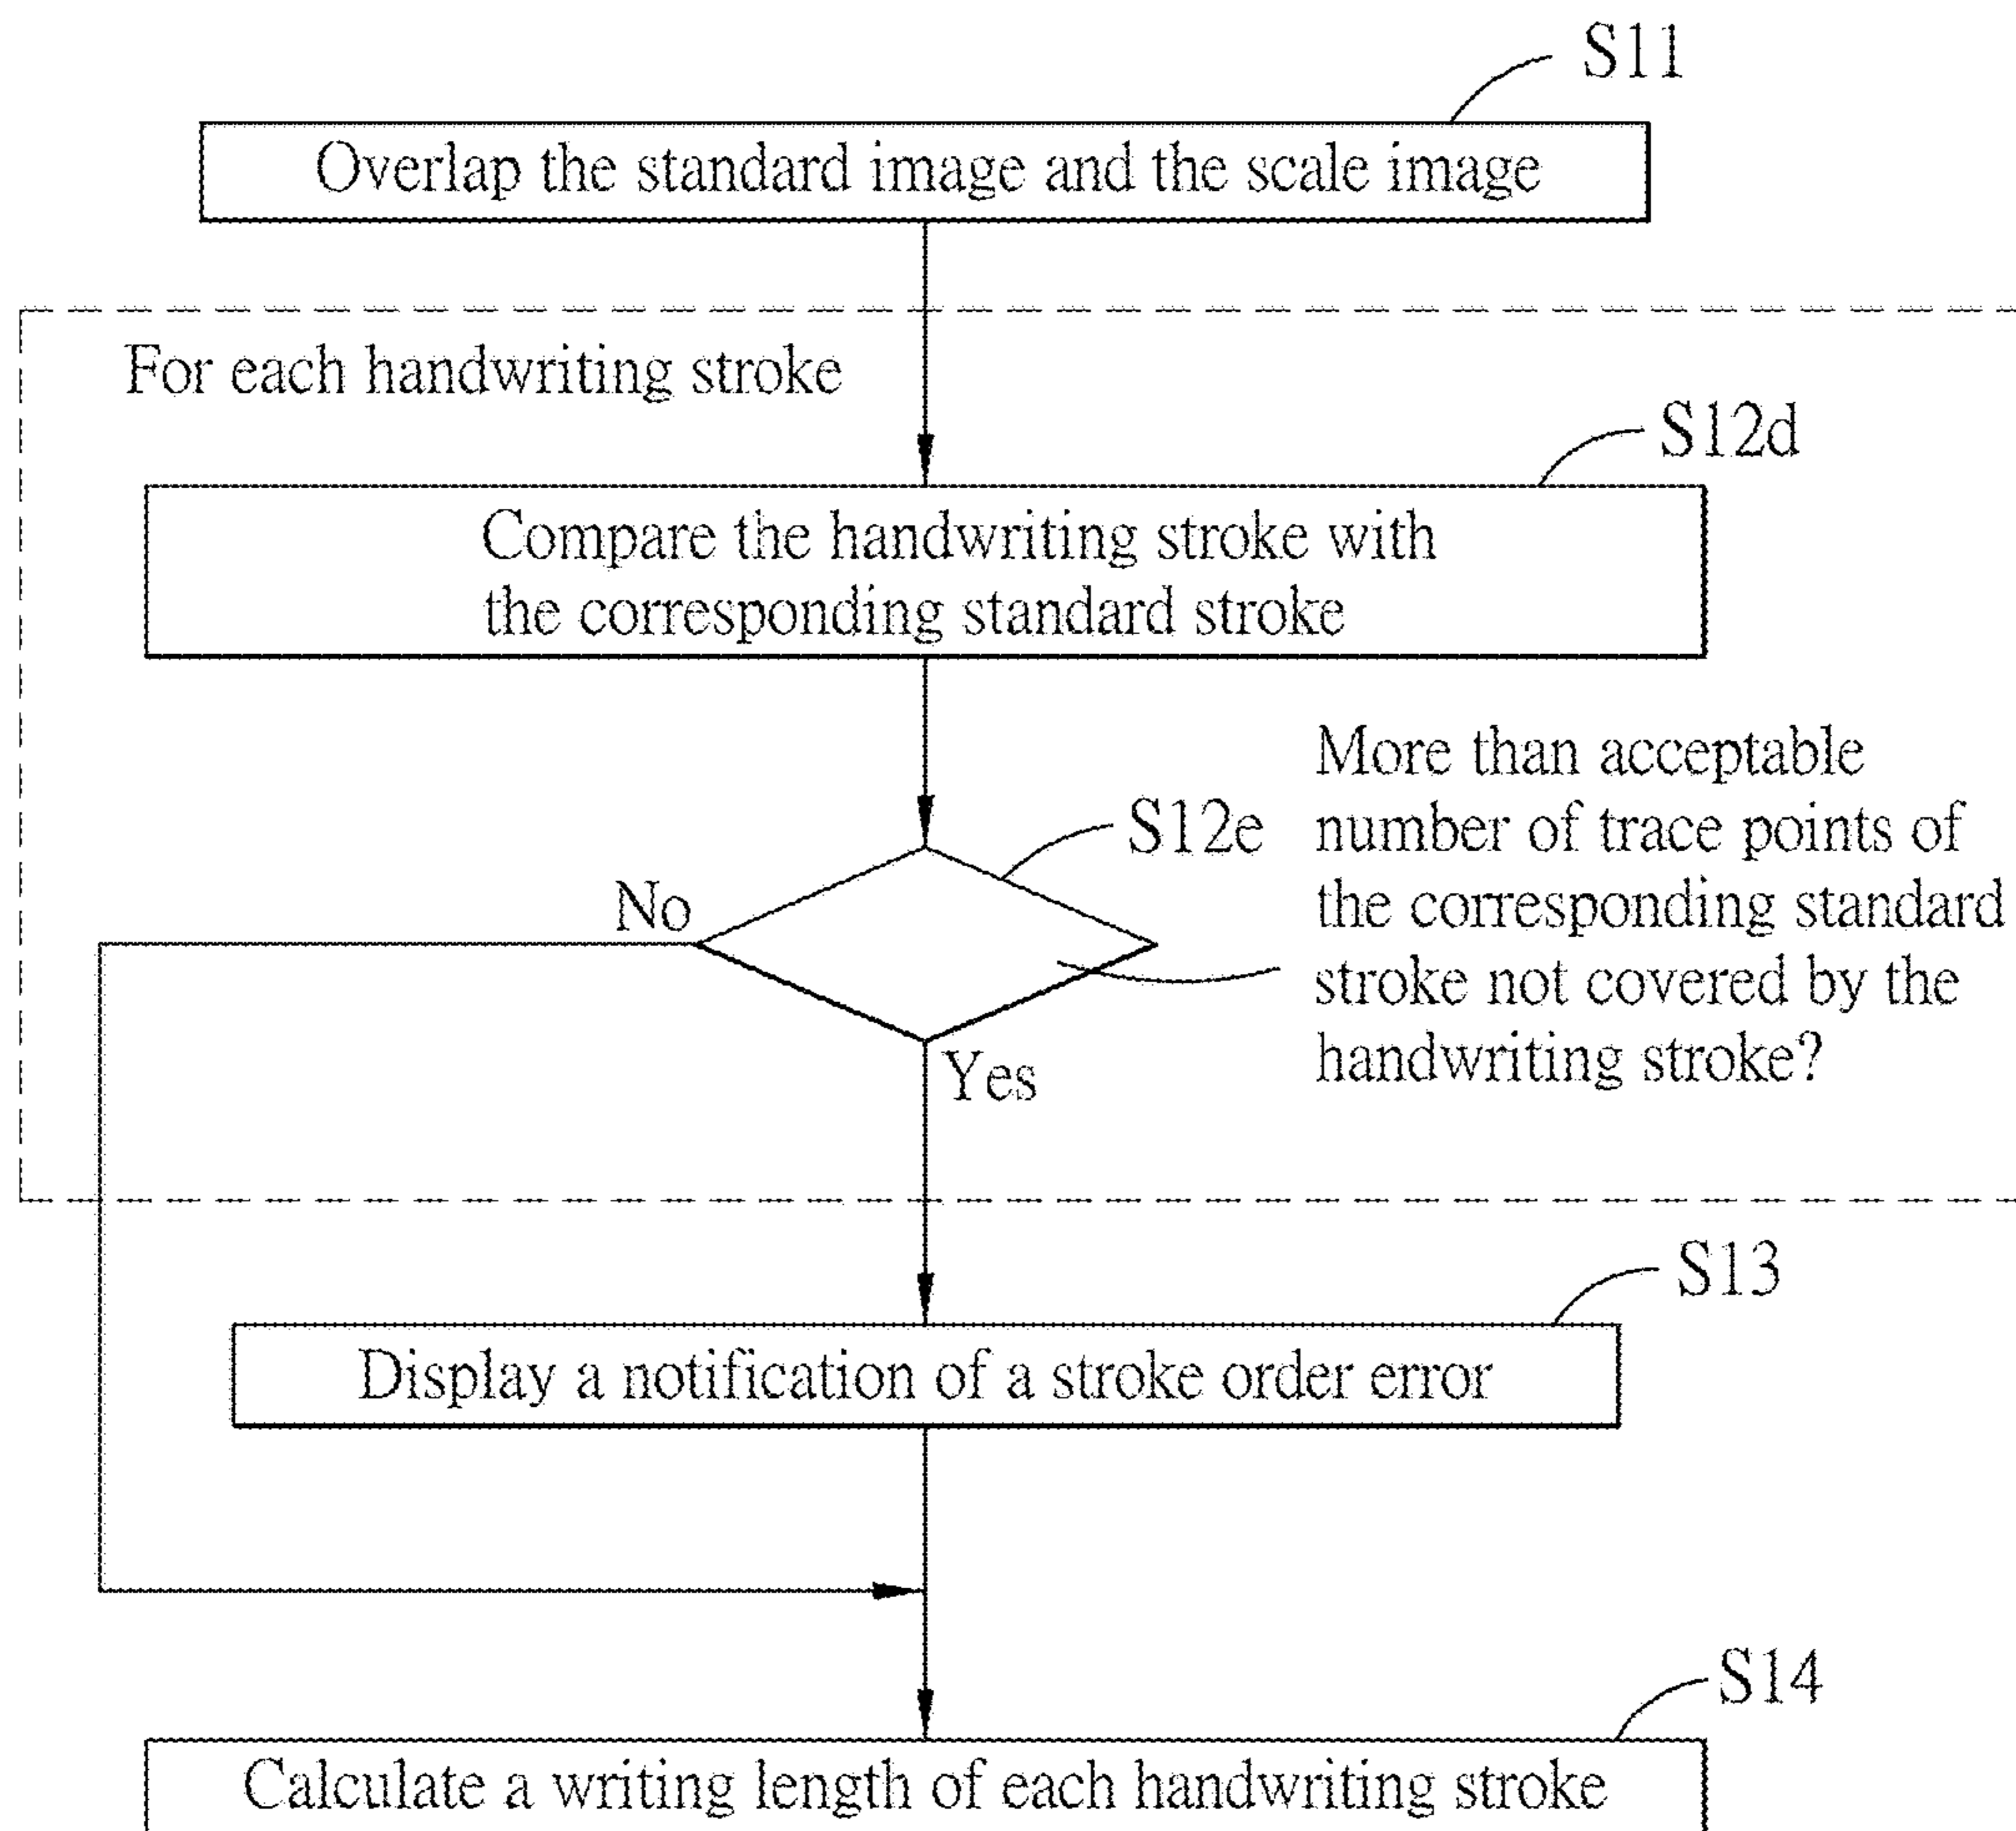 S11
Overlap the standard image and the scale image
For each handwriting stroke
S12d
Compare the handwriting stroke with
the corresponding standard stroke
S12e
More than acceptable
number of trace points of
the corresponding standard
stroke not covered by the
handwriting stroke?
No
Yes
S13
Display a notification of a stroke order error
S14
Calculate a writing length of each handwriting stroke